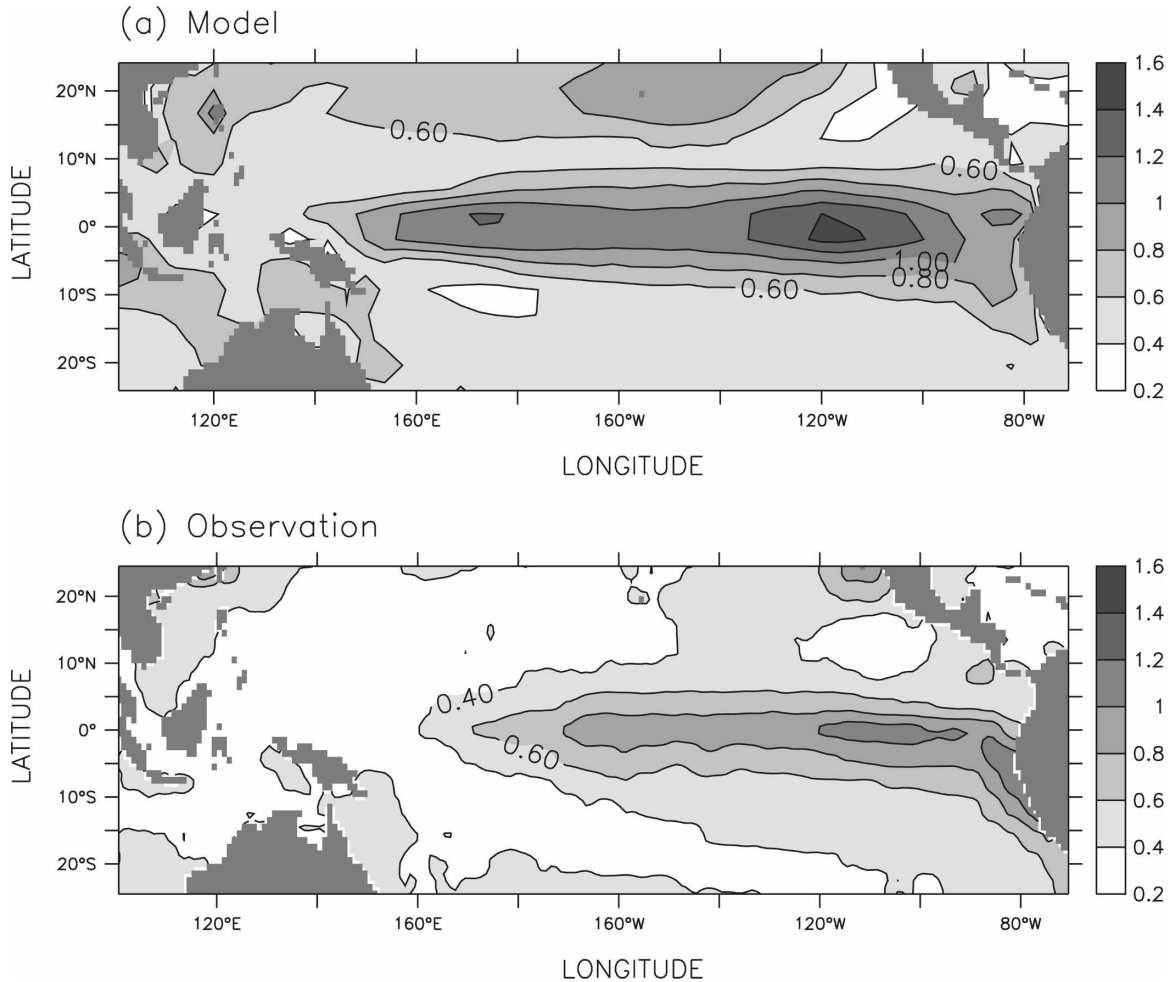 (a) Model
20°N
10°N
0°
10°S
20°S
LATITUDE
0.60
0.60
1.00
0.80
0.60
120°E
160°E
160°W
120°W
80°W
LONGITUDE
1.6
1.4
1.2
1
0.8
0.6
0.4
0.2
(b) Observation
20°N
10°N
0°
10°S
20°S
LATITUDE
0.40
0.60
120°E
160°E
160°W
120°W
80°W
LONGITUDE
1.6
1.4
1.2
1
0.8
0.6
0.4
0.2